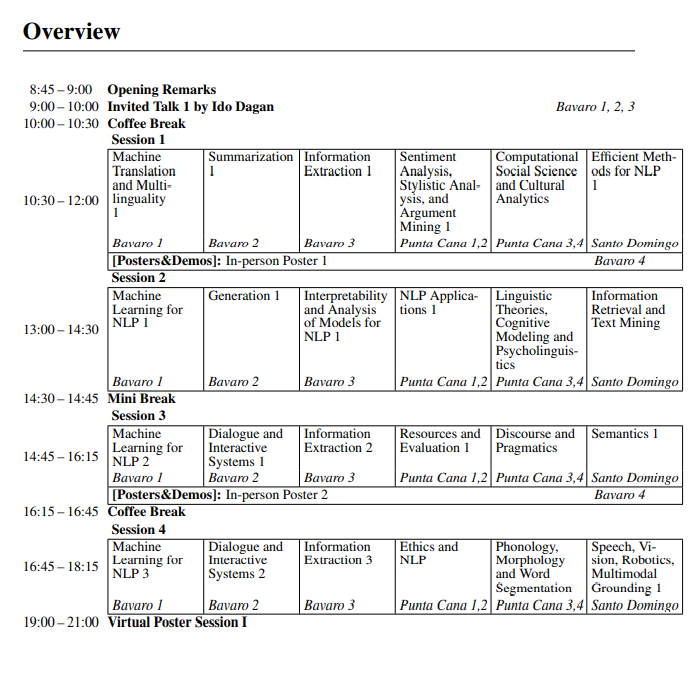 Overview
8:45 – 9:00 Opening Remarks
9:00 – 10:00 Invited Talk 1 by Ido Dagan Bavaro 1, 2, 3
10:00 – 10:30 Coffee Break
Session 1
10:30 – 12:00
Machine
Translation
and Multi-
linguality
1
Bavaro 1
Summarization
1
Bavaro 2
Information
Extraction 1
Bavaro 3
Sentiment
Analysis,
Stylistic Anal-
ysis, and
Argument
Mining 1
Punta Cana 1,2
Computational
Social Science
and Cultural
Analytics
Punta Cana 3,4
Efficient Meth-
ods for NLP
1
Santo Domingo
[Posters&Demos]: In-person Poster 1 Bavaro 4
Session 2
13:00 – 14:30
Machine
Learning for
NLP 1
Bavaro 1
Generation 1
Bavaro 2
Interpretability
and Analysis
of Models for
NLP 1
Bavaro 3
NLP Applica-
tions 1
Punta Cana 1,2
Linguistic
Theories,
Cognitive
Modeling and
Psycholinguis-
tics
Punta Cana 3,4
Information
Retrieval and
Text Mining
Santo Domingo
14:30 – 14:45 Mini Break
Session 3
14:45 – 16:15
Machine
Learning for
NLP 2
Bavaro 1
Dialogue and
Interactive
Systems 1
Bavaro 2
Information
Extraction 2
Bavaro 3
Resources and
Evaluation 1
Punta Cana 1,2
Discourse and
Pragmatics
Punta Cana 3,4
Semantics 1
Santo Domingo
[Posters&Demos]: In-person Poster 2 Bavaro 4
16:15 – 16:45 Coffee Break
Session 4
16:45 – 18:15
Machine
Learning for
NLP 3
Bavaro 1
Dialogue and
Interactive
Systems 2
Bavaro 2
Information
Extraction 3
Bavaro 3
Ethics and
NLP
Punta Cana 1,2
Phonology,
Morphology
and Word
Segmentation
Punta Cana 3,4
Speech, Vi-
sion, Robotics,
Multimodal
Grounding 1
Santo Domingo
19:00 – 21:00 Virtual Poster Session I